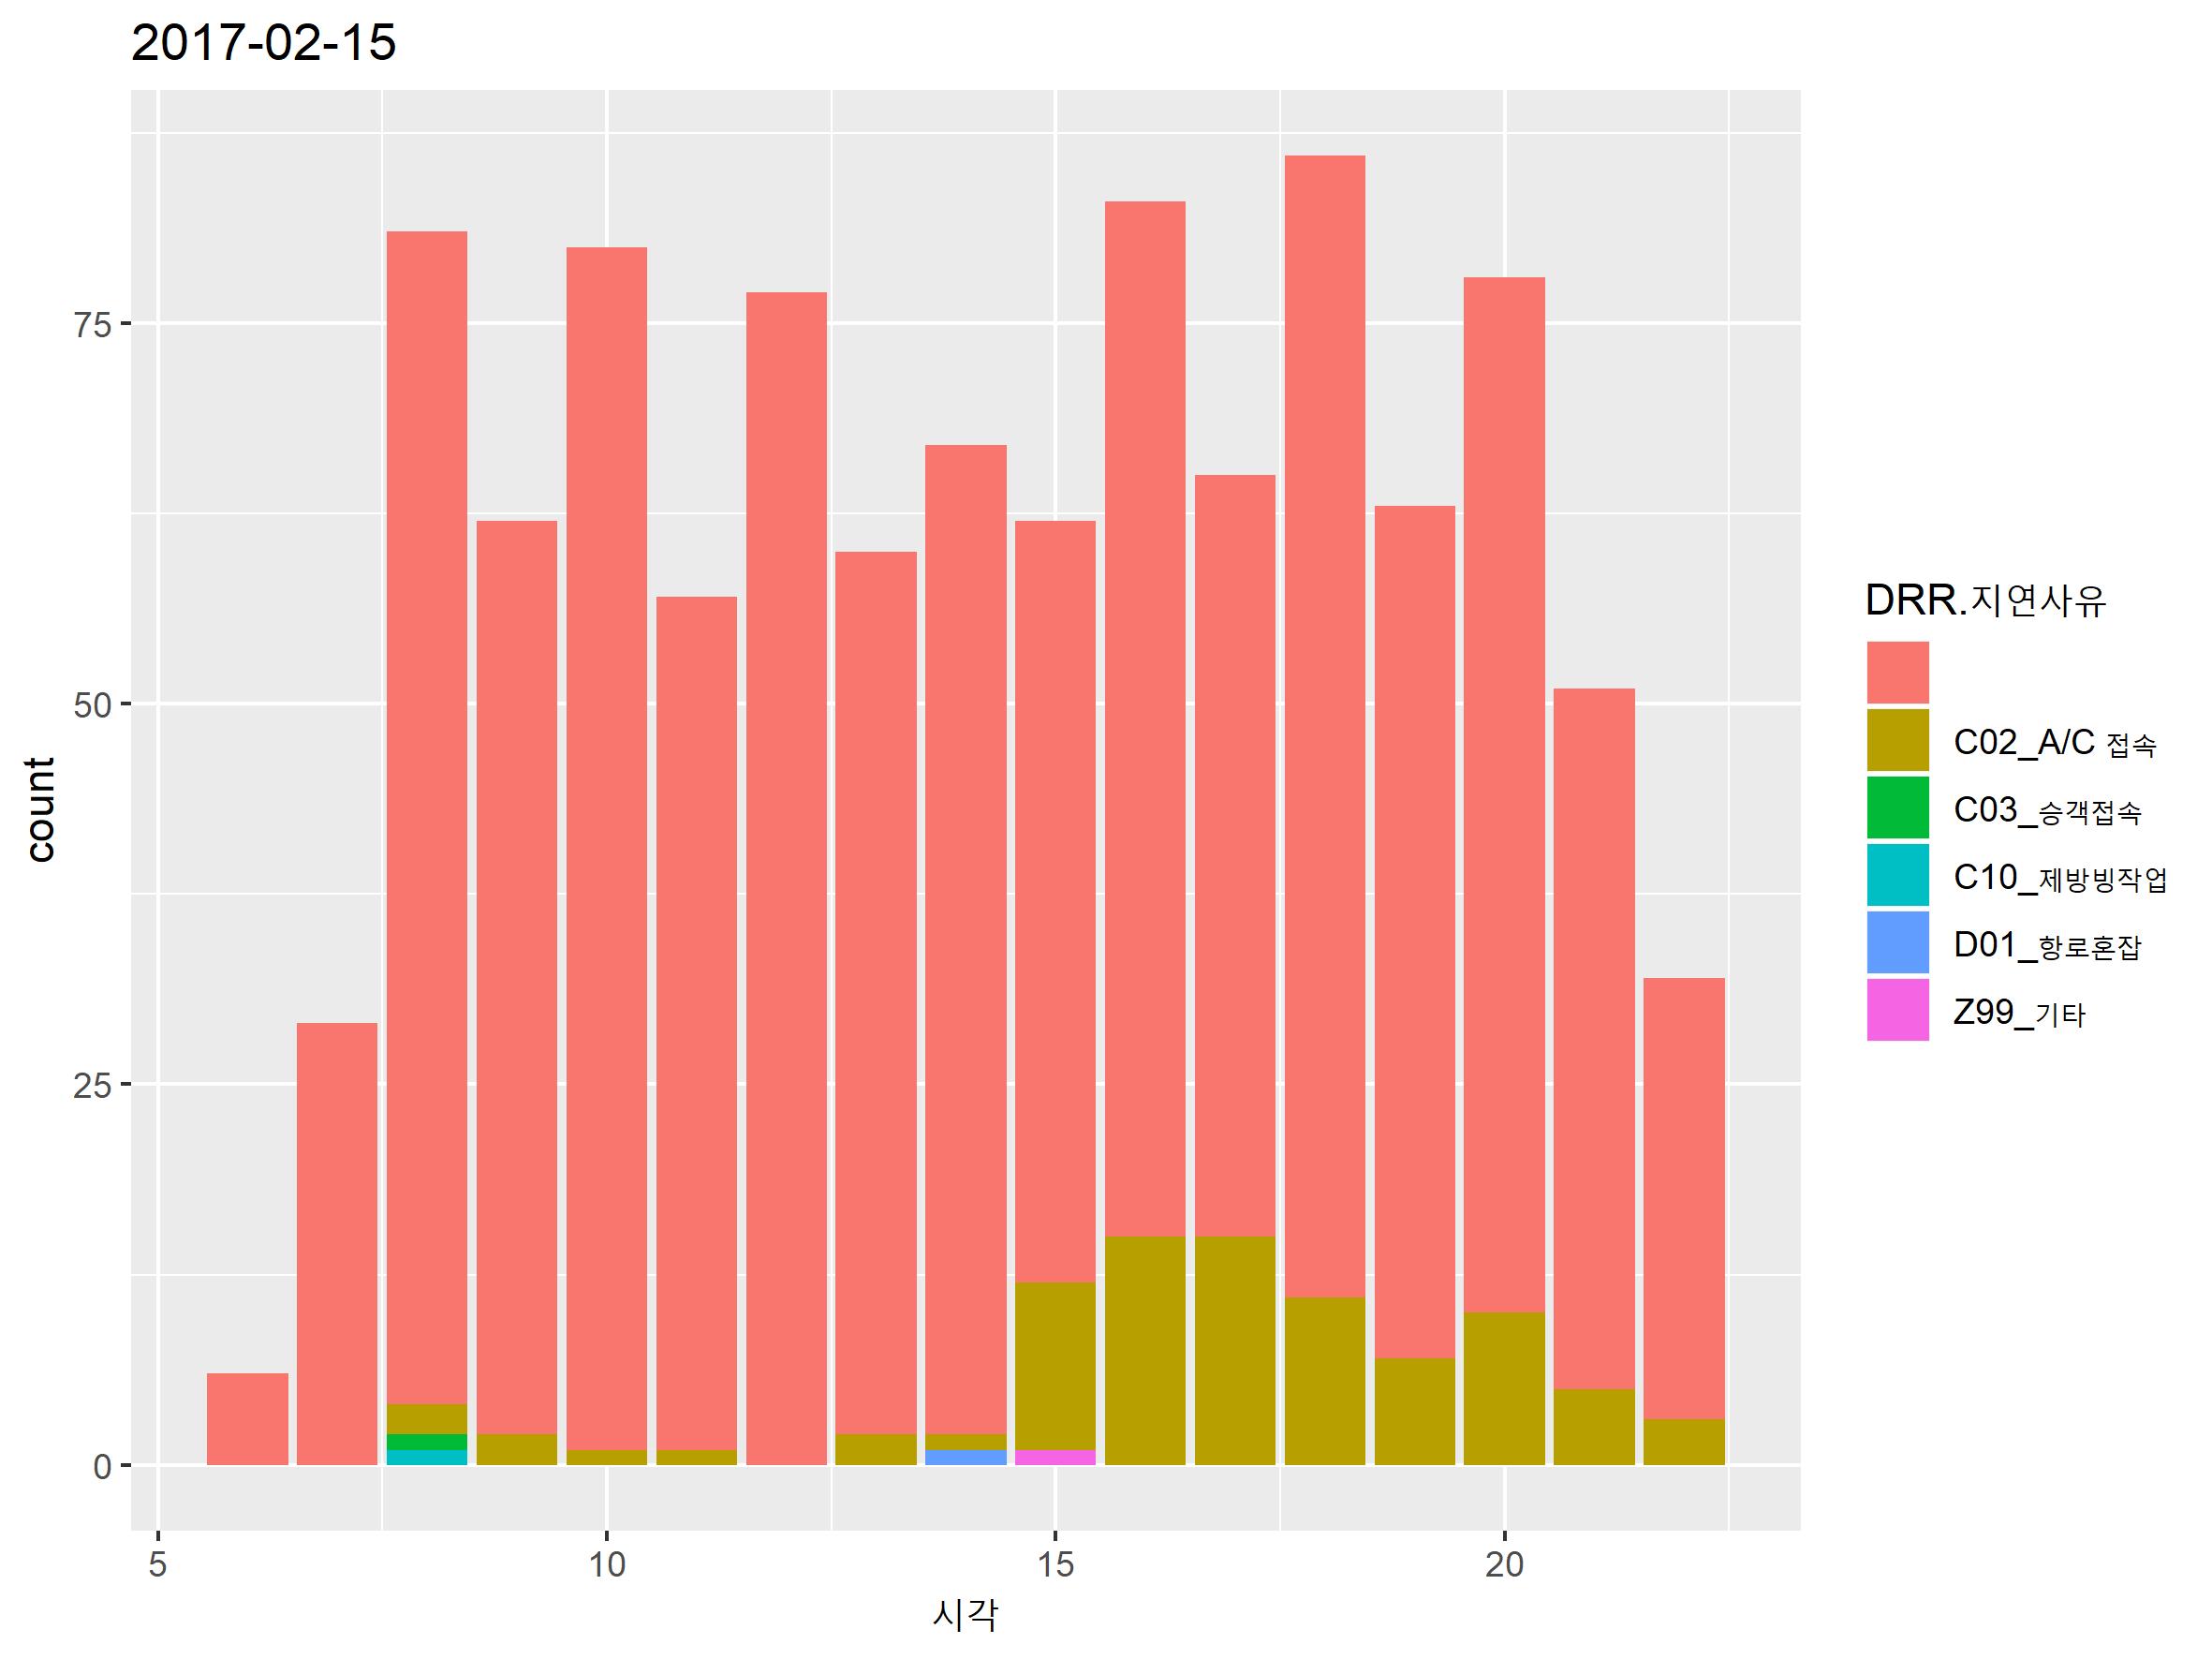 2017-02-15
count
75
50
25
0
5 10 15 20
시각
DRR.지연사유
C02_A/C 접속
C03_승객접속
C10_제방빙작업
D01_항로혼잡
Z99_기타